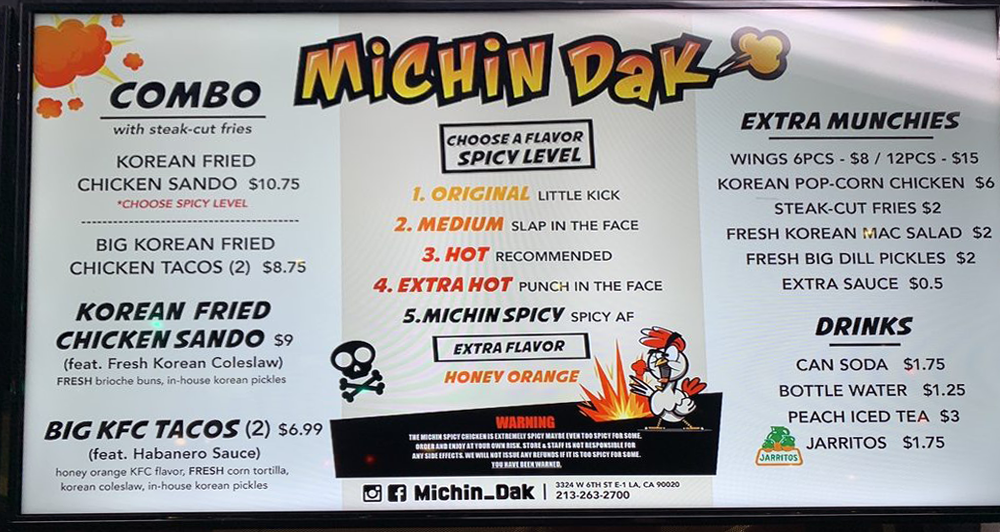 MiCHiN DaK
COMBO
with steak-cut fries
KOREAN FRIED
CHICKEN SANDO $10.75
*CHOOSE SPICY LEVEL
BIG KOREAN FRIED
CHICKEN TACOS (2) $8.75
KOREAN FRIED
CHICKEN SANDO $9
(feat. Fresh Korean Coleslaw)
FRESH brioche buns, in-house korean pickles
BIG KFC TACOS (2) $6.99
(feat. Habanero Sauce)
honey orange KFC flavor, FRESH corn tortilla,
korean coleslaw, in-house korean pickles
CHOOSE A FLAVOR
SPICY LEVEL
1. ORIGINAL LITTLE KICK
2. MEDIUM SLAP IN THE FACE
3. HOT RECOMMENDED
4. EXTRA HOT PUNCH IN THE FACE
5.MICHIN SPICY SPICY AF
EXTRA FLAVOR
HONEY ORANGE
WARNING
THE MICHIN SPICY CHICKEN IS EXTREMELY SPICY MAYBE EVEN TOO SPICY FOR SOME.
ORDER AND ENJOY AT YOUR OWN RISK. STORE & STAFF IS NOT RESPONSIBLE FOR
ANY SIDE EFFECTS. WE WILL NOT ISSUE ANY REFUNDS IF IT IS TOO SPICY FOR SOME.
YOU HAVE BEEN WARNED.
Michin_Dak | 3324 W 6TH ST E-1 LA, CA 90020
213-263-2700
EXTRA MUNCHIES
WINGS 6PCS - $8 / 12PCS - $15
KOREAN POP-CORN CHICKEN $6
STEAK-CUT FRIES $2
FRESH KOREAN MAC SALAD $2
FRESH BIG DILL PICKLES $2
EXTRA SAUCE $0.5
DRINKS
CAN SODA $1.75
BOTTLE WATER $1.25
PEACH ICED TEA $3
JARRITOS $1.75
JARRITOS